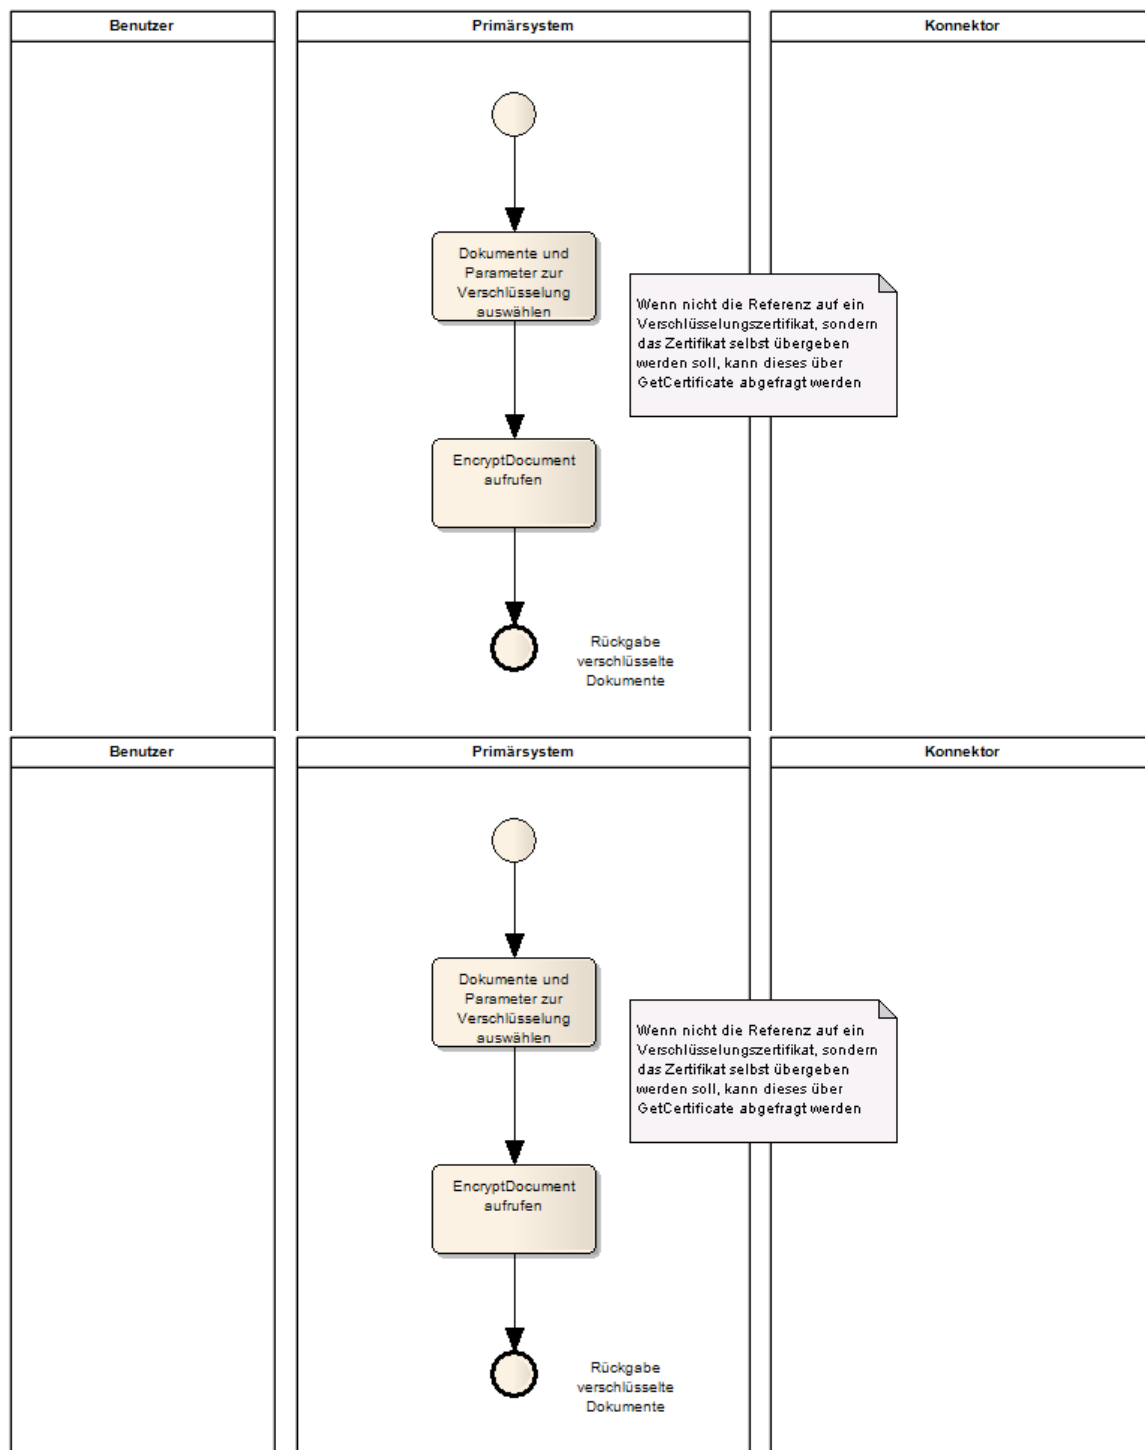 Benutzer
Primärsystem
Konnektor
Dokumente und
Parameter zur
Verschlüsselung
auswählen
Wenn nicht die Referenz auf ein
Verschlüsselungszertifikat, sondern
das Zertifikat selbst übergeben
werden soll, kann dieses über
GetCertificate abgefragt werden
EncryptDocument
aufrufen
Rückgabe
verschlüsselte
Dokumente
Benutzer
Primärsystem
Konnektor
Dokumente und
Parameter zur
Verschlüsselung
auswählen
Wenn nicht die Referenz auf ein
Verschlüsselungszertifikat, sondern
das Zertifikat selbst übergeben
werden soll, kann dieses über
GetCertificate abgefragt werden
EncryptDocument
aufrufen
Rückgabe
verschlüsselte
Dokumente